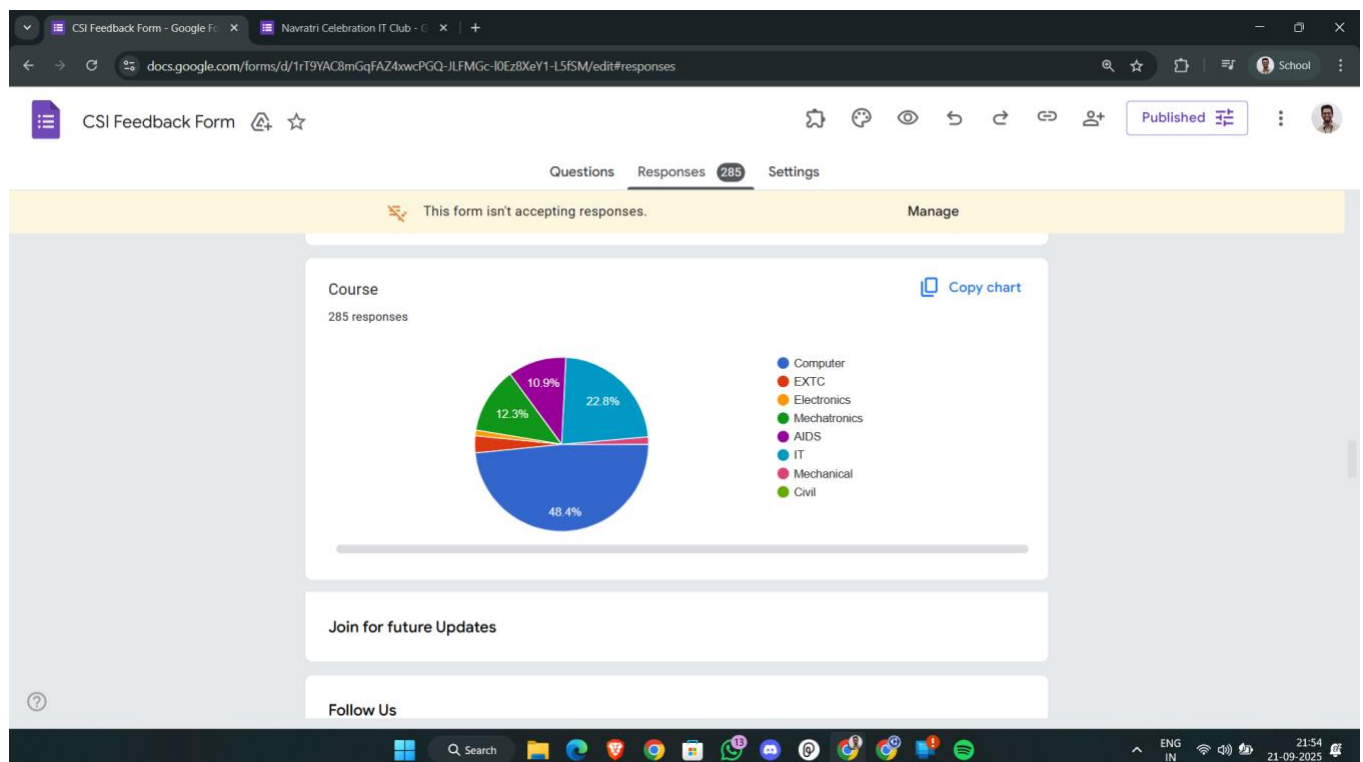 CSI Feedback Form - Google Fo
Navratri Celebration IT Club - G
docs.google.com/forms/d/1rT9YAC8mGqFAZ4xwcPGQ-JLFMGc-l0Ez8XeY1-L5fSM/edit#responses
School
CSI Feedback Form
Published
Questions Responses 285 Settings
This form isn't accepting responses. Manage
Course
Copy chart
285 responses
10.9%
22.8%
12.3%
48.4%
Computer
EXTC
Electronics
Mechatronics
AIDS
IT
Mechanical
Civil
Join for future Updates
Follow Us
Search
13
ENG
IN
21:54
21-09-2025